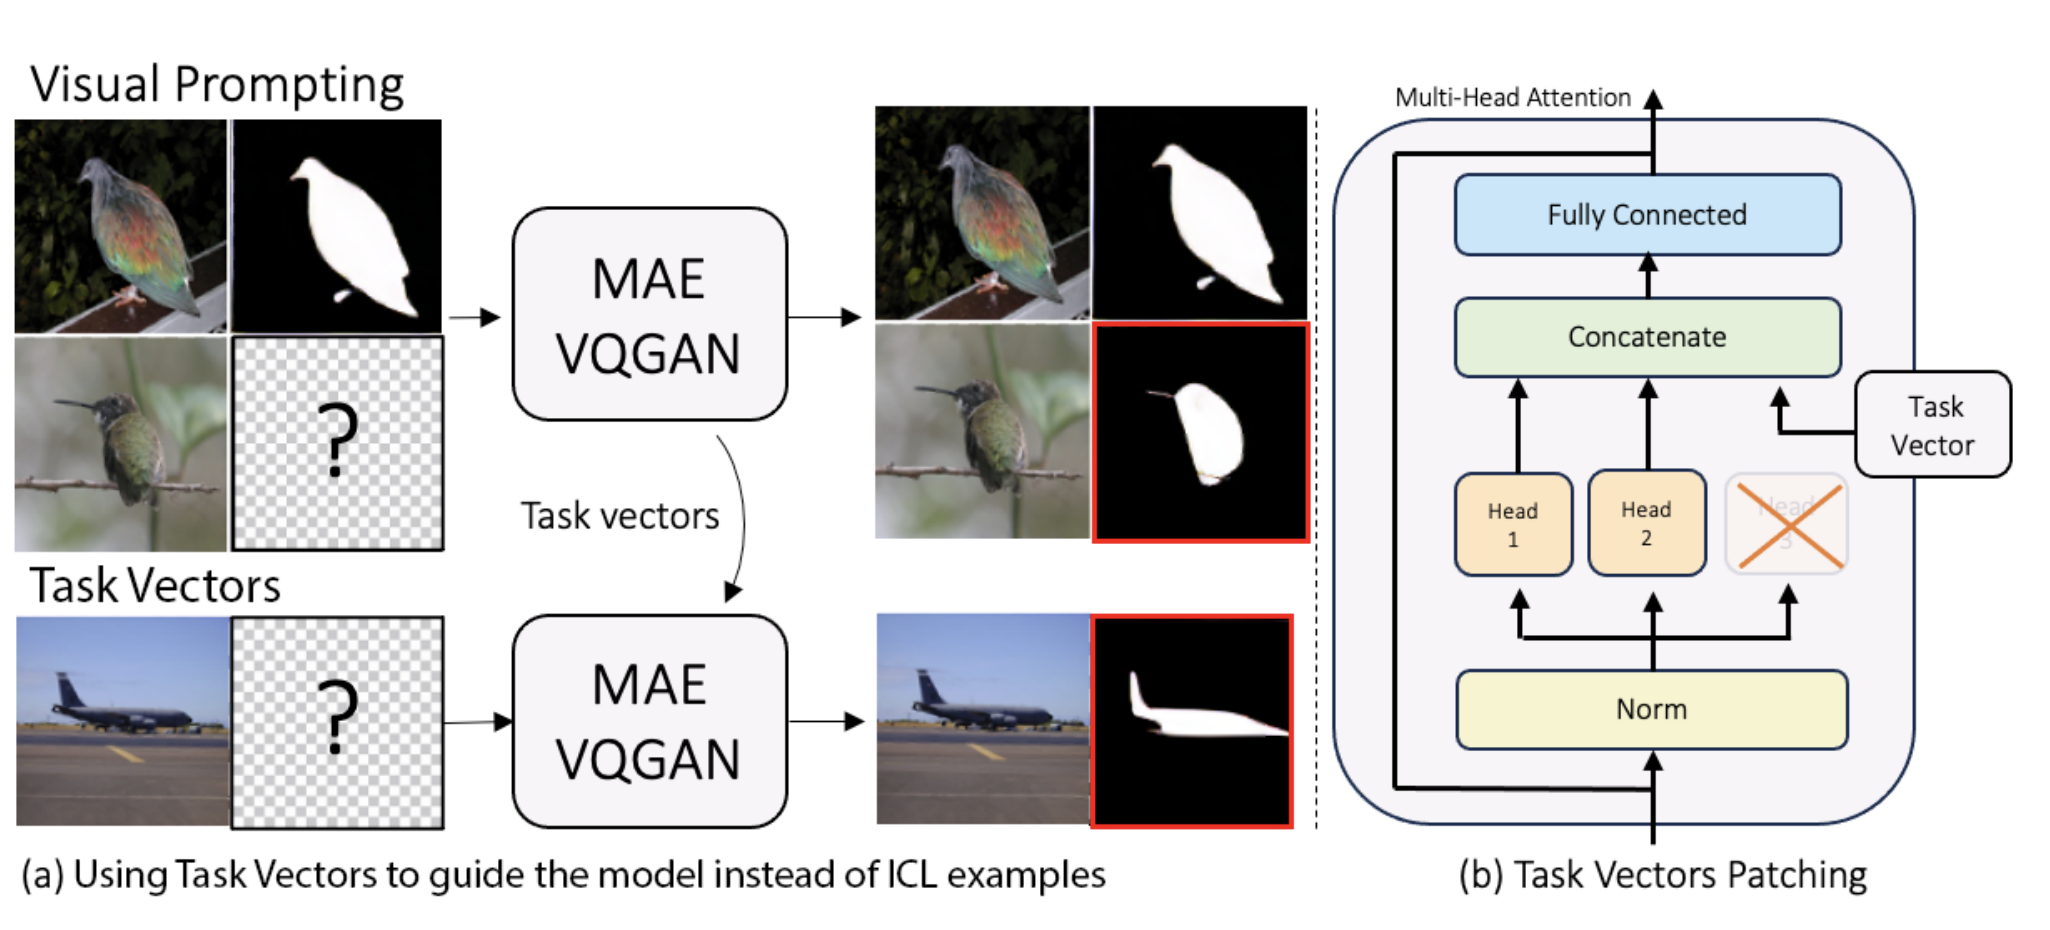 Visual Prompting
?
MAE
VQGAN
Task vectors
Task Vectors
?
MAE
VQGAN
(a) Using Task Vectors to guide the model instead of ICL examples
Multi-Head Attention
Fully Connected
Concatenate
Task
Vector
Head
1
Head
2
Head
3
Norm
(b) Task Vectors Patching